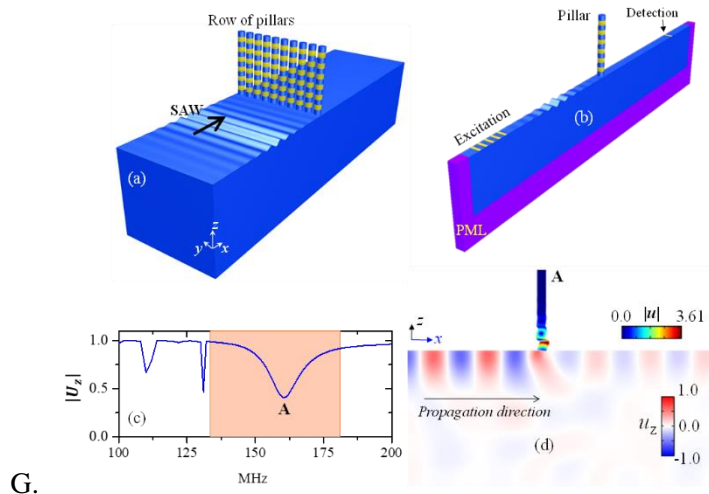 Row of pillars
SAW
(a)
z
y x
Pillar
Detection
(b)
Excitation
PML
1.0
|Uz|
0.5
0.0
(c)
A
100 125 150 175 200
MHz
A
z
x
|u|
0.0 3.61
Propagation direction
uz
1.0
0.0
-1.0
(d)
G.